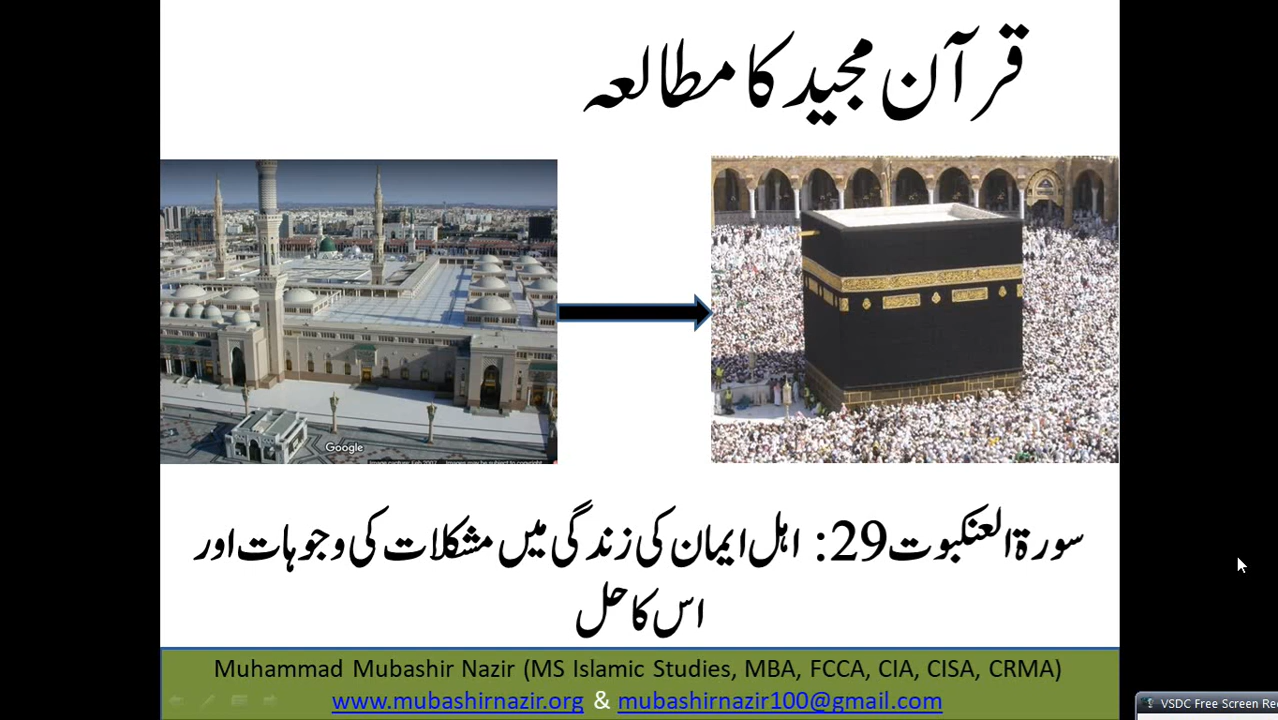 قرآن مجید کا مطالعہ
Google
سورۃ العنکبوت 29: اہل ایمان کی زندگی میں مشکلات کی وجوہات اور
اس کا حل
Muhammad Mubashir Nazir (MS Islamic Studies, MBA, FCCA, CIA, CISA, CRMA)
www.mubashirnazir.org & mubashirnazir100@gmail.com
VSDC Free Screen Re